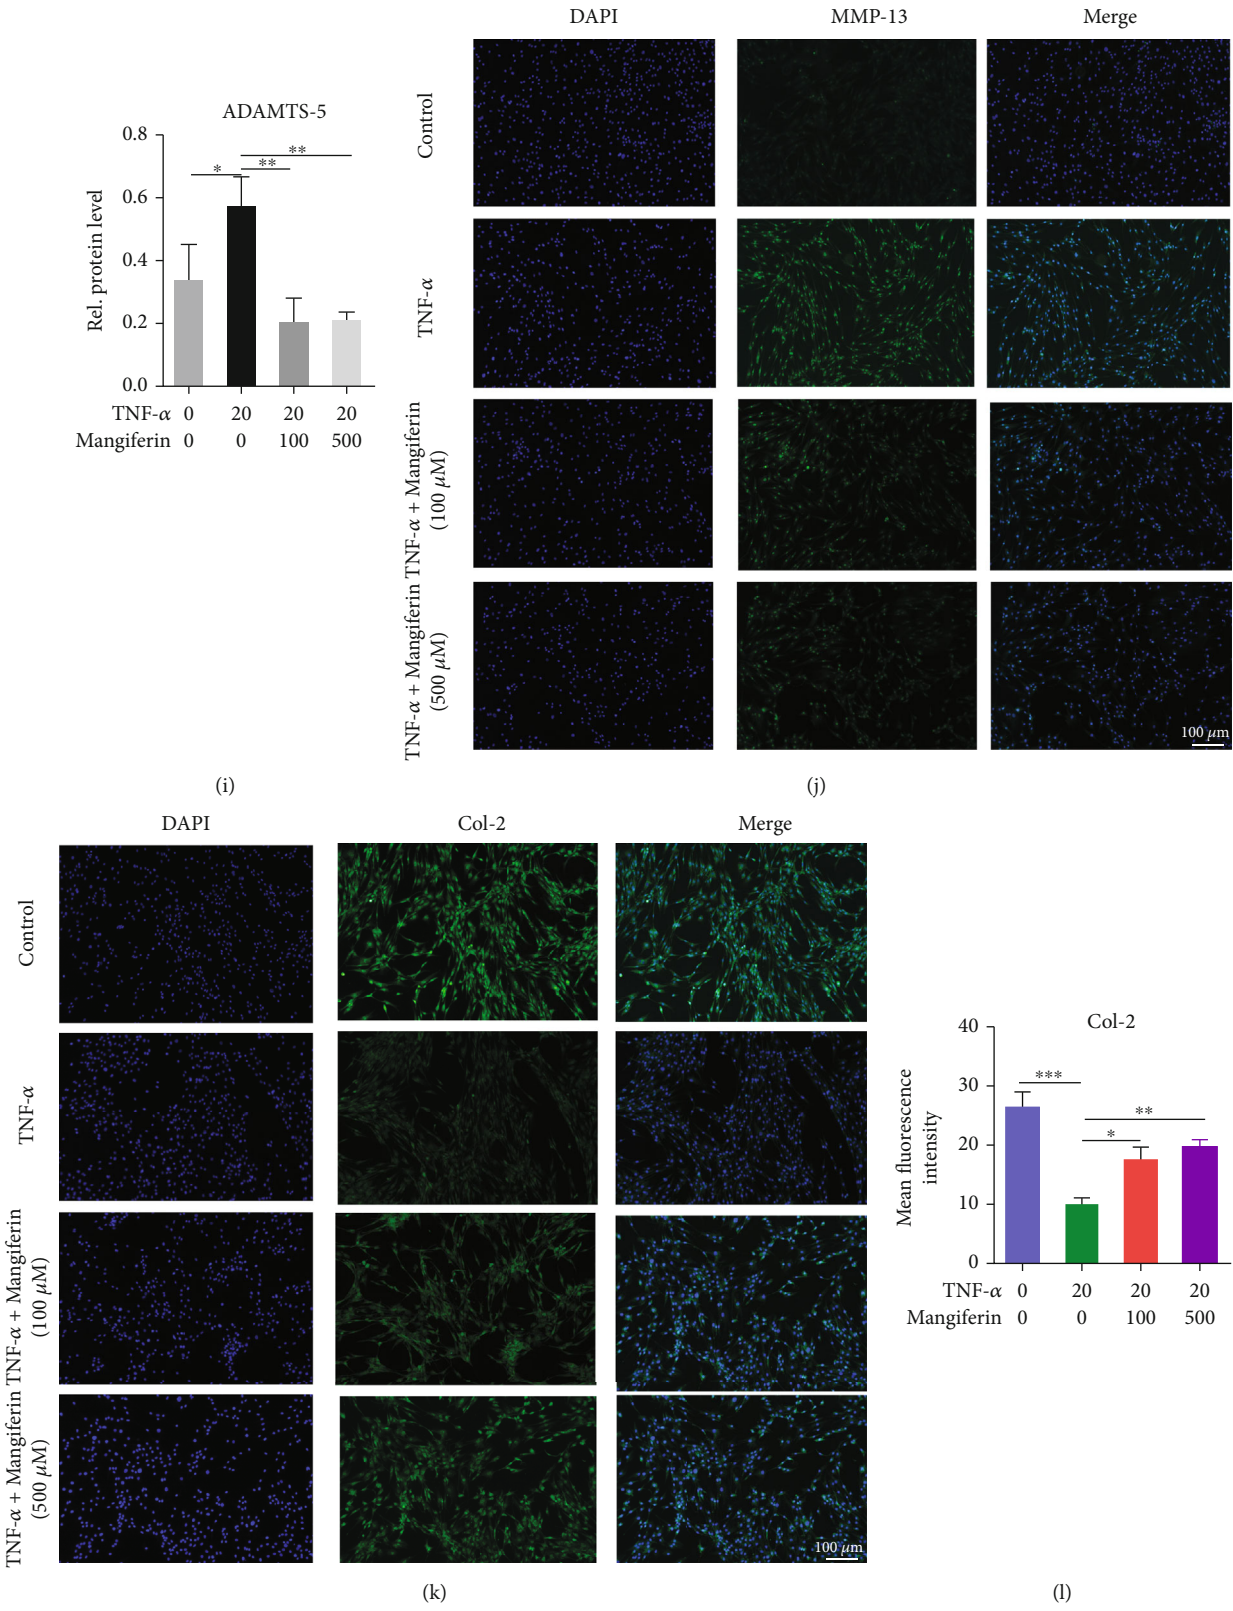 ADAMTS-5
Rel. protein level
0.8
0.6
0.4
0.2
0.0
*
**
**
TNF-α 0 20 20 20
Mangiferin 0 0 100 500
(i)
DAPI MMP-13 Merge
Control
TNF-α
TNF-α + Mangiferin
(100 μM)
TNF-α + Mangiferin
(500 μM)
100 μm
(j)
DAPI Col-2 Merge
Control
TNF-α
TNF-α + Mangiferin
(100 μM)
TNF-α + Mangiferin
(500 μM)
100 μm
(k)
Col-2
Mean fluorescence
intensity
40
30
20
10
0
***
**
*
TNF-α 0 20 20 20
Mangiferin 0 0 100 500
(l)